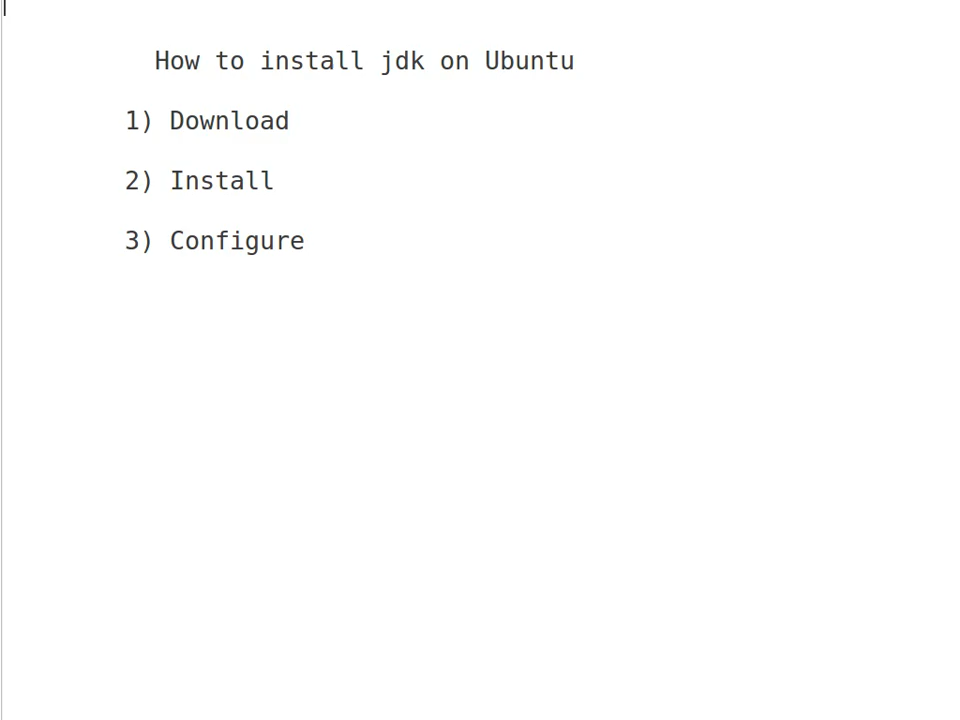 How to install jdk on Ubuntu
1) Download
2) Install
3) Configure